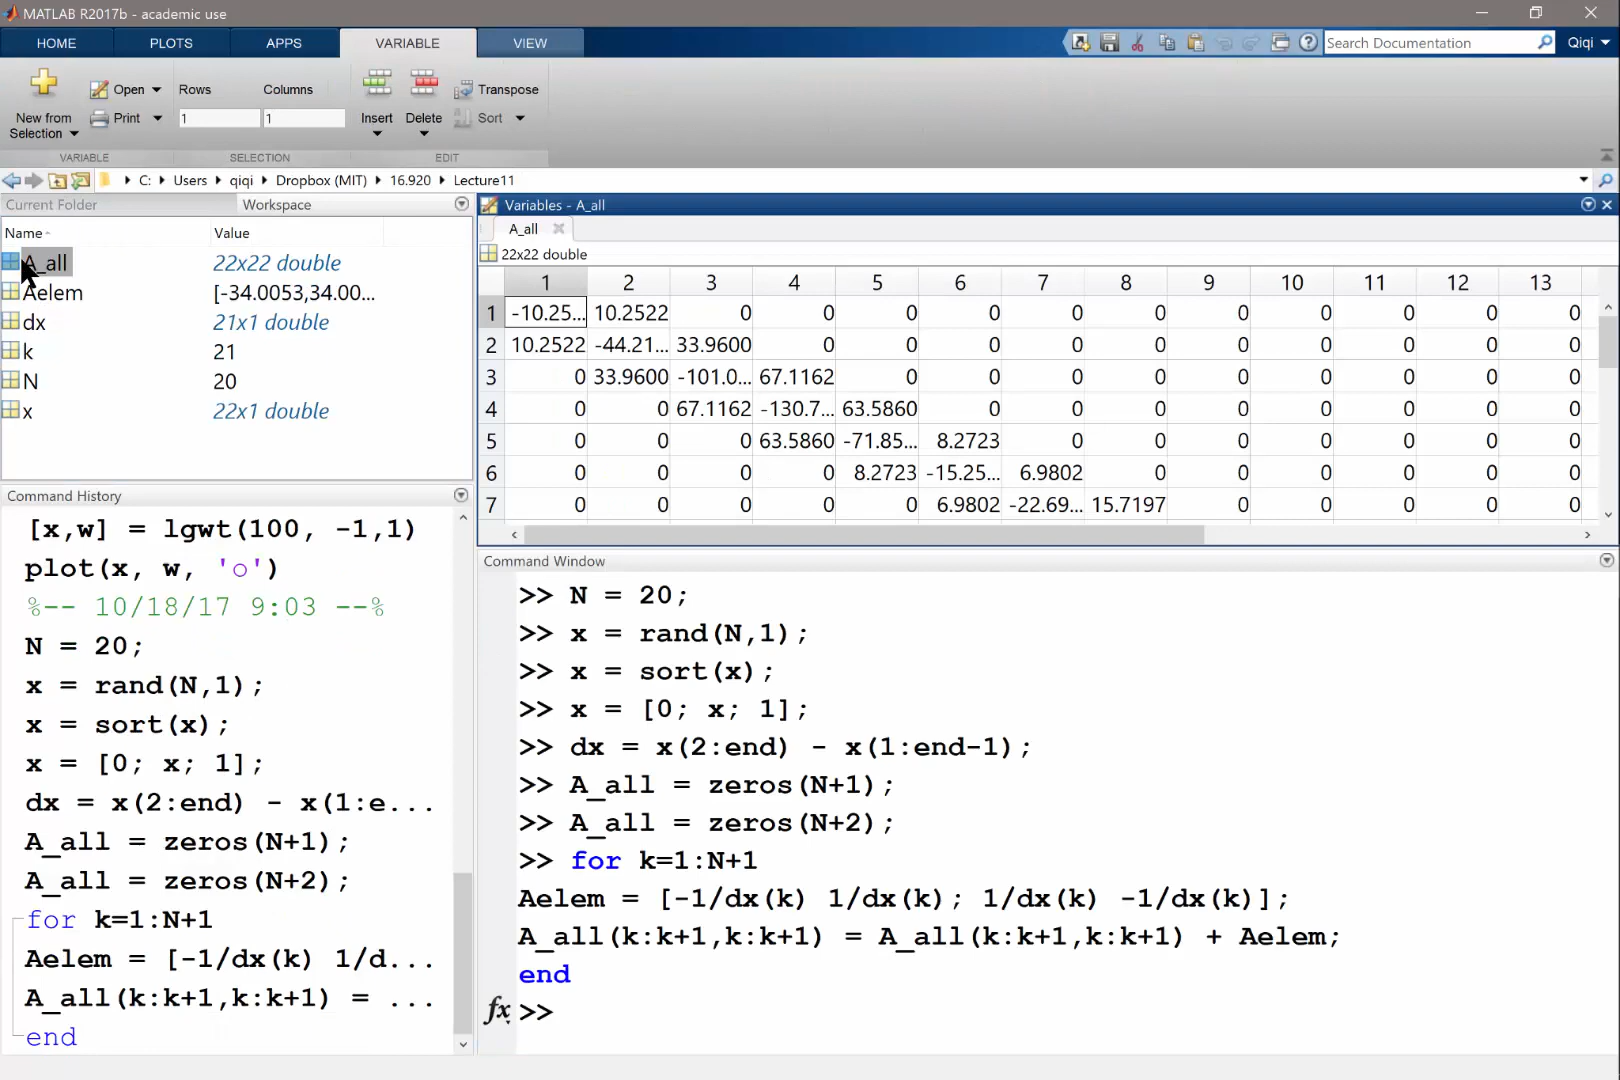 MATLAB R2017b - academic use
HOME PLOTS APPS VARIABLE VIEW Search Documentation Qiqi
New from Selection Open Print Rows Columns 1 1 Insert Delete Transpose Sort
VARIABLE SELECTION EDIT
C: Users qiqi Dropbox (MIT) 16.920 Lecture11
Current Folder Workspace
Name Value
A_all 22x22 double
Aelem [-34.0053,34.00...
dx 21x1 double
k 21
N 20
x 22x1 double
Variables - A_all
A_all
22x22 double
1 2 3 4 5 6 7 8 9 10 11 12 13
1 -10.25... 10.2522 0 0 0 0 0 0 0 0 0 0 0
2 10.2522 -44.21... 33.9600 0 0 0 0 0 0 0 0 0 0
3 0 33.9600 -101.0... 67.1162 0 0 0 0 0 0 0 0 0
4 0 0 67.1162 -130.7... 63.5860 0 0 0 0 0 0 0 0
5 0 0 0 63.5860 -71.85... 8.2723 0 0 0 0 0 0 0
6 0 0 0 0 8.2723 -15.25... 6.9802 0 0 0 0 0 0
7 0 0 0 0 0 6.9802 -22.69... 15.7197 0 0 0 0 0
Command History
[x,w] = lgwt(100, -1,1)
plot(x, w, 'o')
%-- 10/18/17 9:03 --%
N = 20;
x = rand(N,1);
x = sort(x);
x = [0; x; 1];
dx = x(2:end) - x(1:e...
A_all = zeros(N+1);
A_all = zeros(N+2);
for k=1:N+1
Aelem = [-1/dx(k) 1/d...
A_all(k:k+1,k:k+1) = ...
end
Command Window
>> N = 20;
>> x = rand(N,1);
>> x = sort(x);
>> x = [0; x; 1];
>> dx = x(2:end) - x(1:end-1);
>> A_all = zeros(N+1);
>> A_all = zeros(N+2);
>> for k=1:N+1
Aelem = [-1/dx(k) 1/dx(k); 1/dx(k) -1/dx(k)];
A_all(k:k+1,k:k+1) = A_all(k:k+1,k:k+1) + Aelem;
end
fx >>